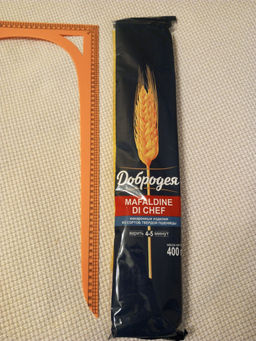 Добродея
MAFALDINE
DI CHEF
макаронные изделия
из сортов твердой пшеницы
варить 4-5 минут
400